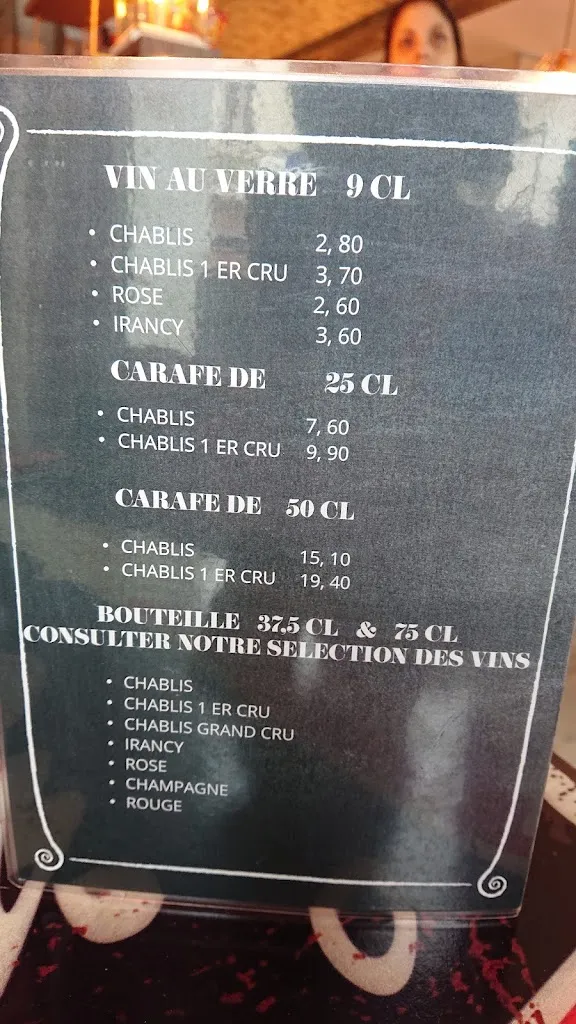 VIN AU VERRE 9 CL
• CHABLIS 2, 80
• CHABLIS 1 ER CRU 3, 70
• ROSE 2, 60
• IRANCY 3, 60
CARAFE DE 25 CL
• CHABLIS 7, 60
• CHABLIS 1 ER CRU 9, 90
CARAFE DE 50 CL
• CHABLIS 15, 10
• CHABLIS 1 ER CRU 19, 40
BOUTEILLE 37,5 CL & 75 CL
CONSULTER NOTRE SELECTION DES VINS
• CHABLIS
• CHABLIS 1 ER CRU
• CHABLIS GRAND CRU
• IRANCY
• ROSE
• CHAMPAGNE
• ROUGE